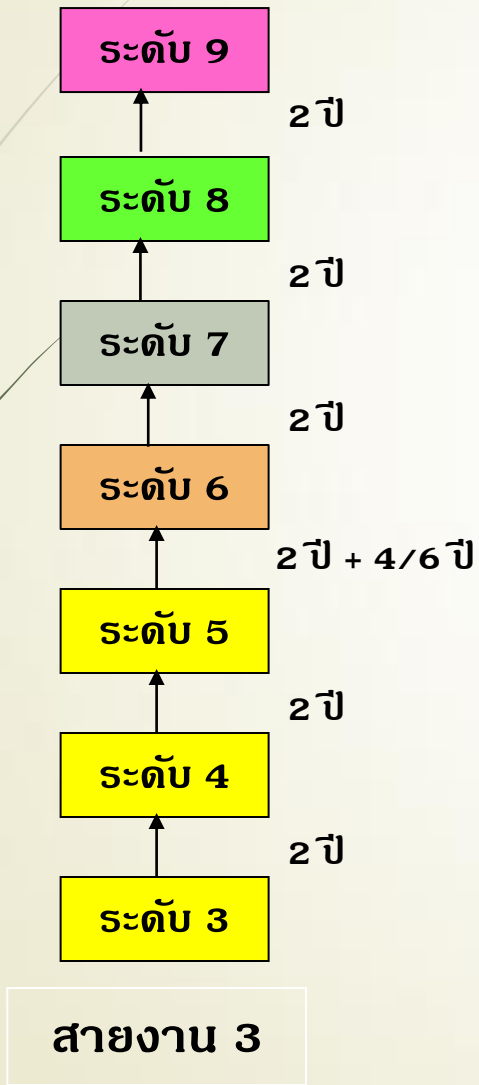 ระดับ 9
2 ปี
ระดับ 8
2 ปี
ระดับ 7
2 ปี
ระดับ 6
2 ปี + 4/6 ปี
ระดับ 5
2 ปี
ระดับ 4
2 ปี
ระดับ 3
สายงาน 3